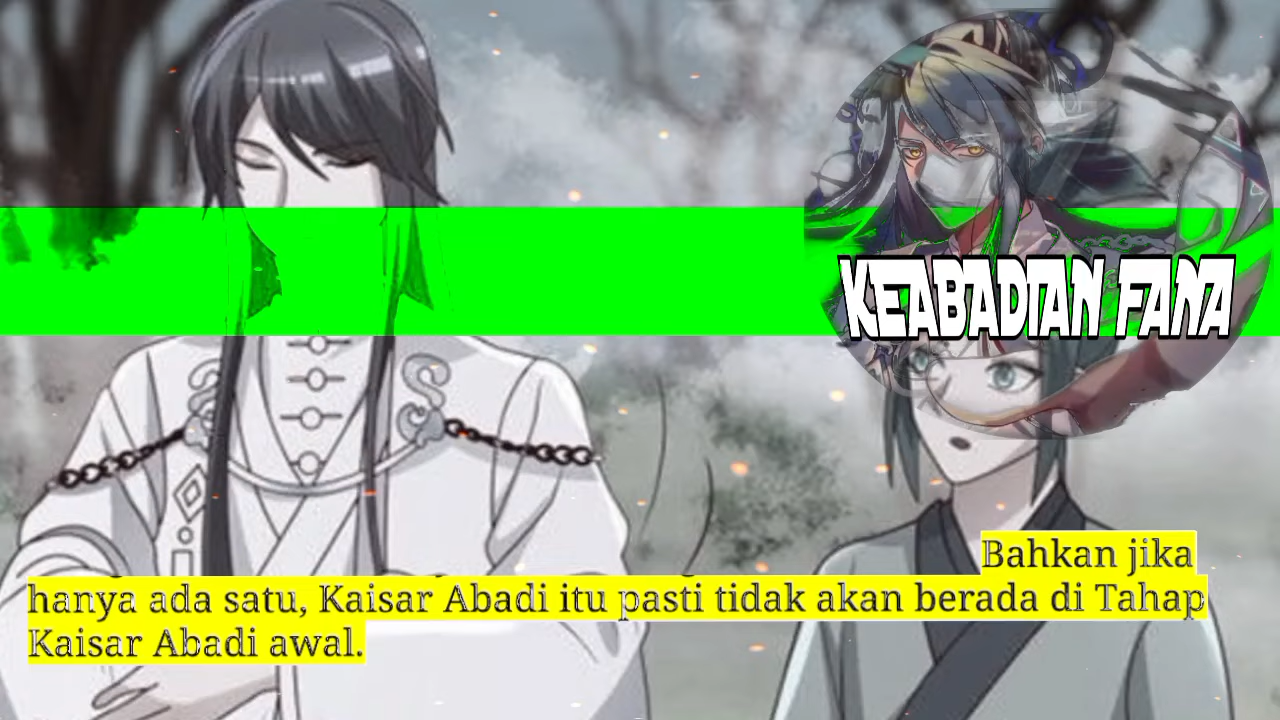 KEABADIAN FANA
Bahkan jika
hanya ada satu, Kaisar Abadi itu pasti tidak akan berada di Tahap
Kaisar Abadi awal.